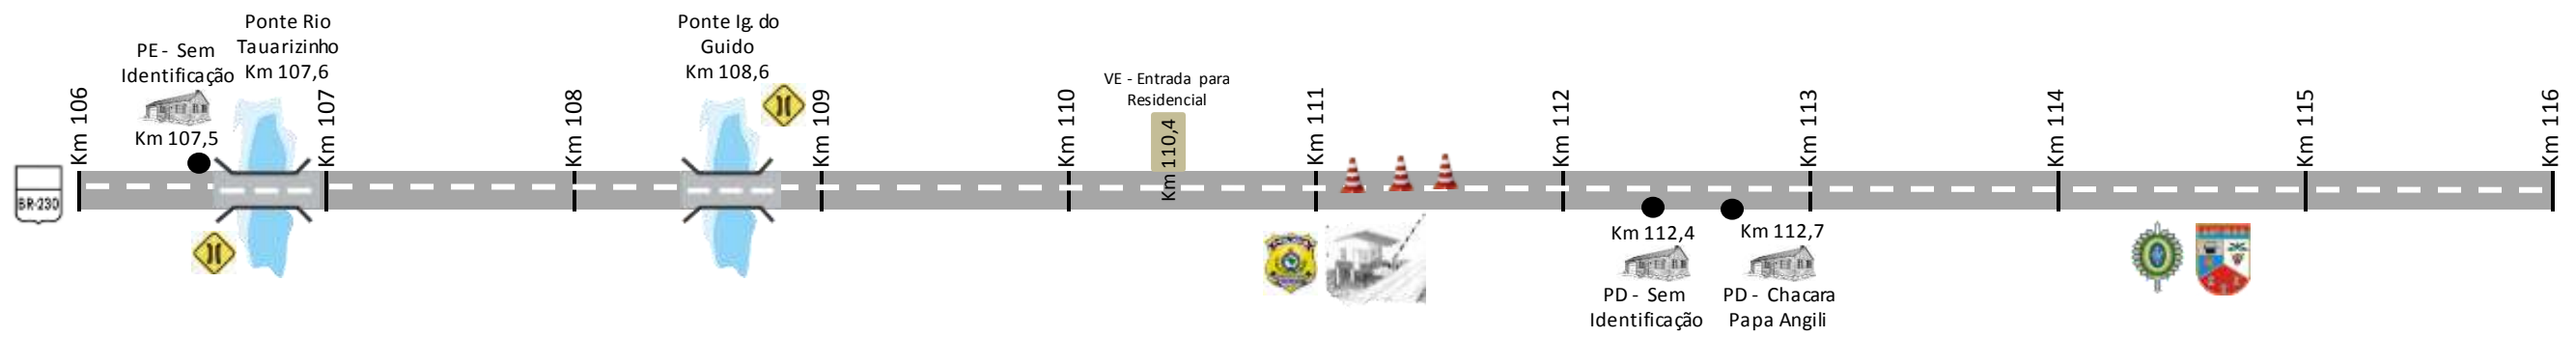 PE - Sem
Identificação
Km 107,5
Ponte Rio
Tauarizinho
Km 107,6
Ponte Ig. do
Guido
Km 108,6
VE - Entrada para
Residencial
Km 110,4
Km 106
Km 107
Km 108
Km 109
Km 110
Km 111
Km 112
Km 113
Km 114
Km 115
Km 116
BR-230
Km 112,4
PD - Sem
Identificação
Km 112,7
PD - Chacara
Papa Angili